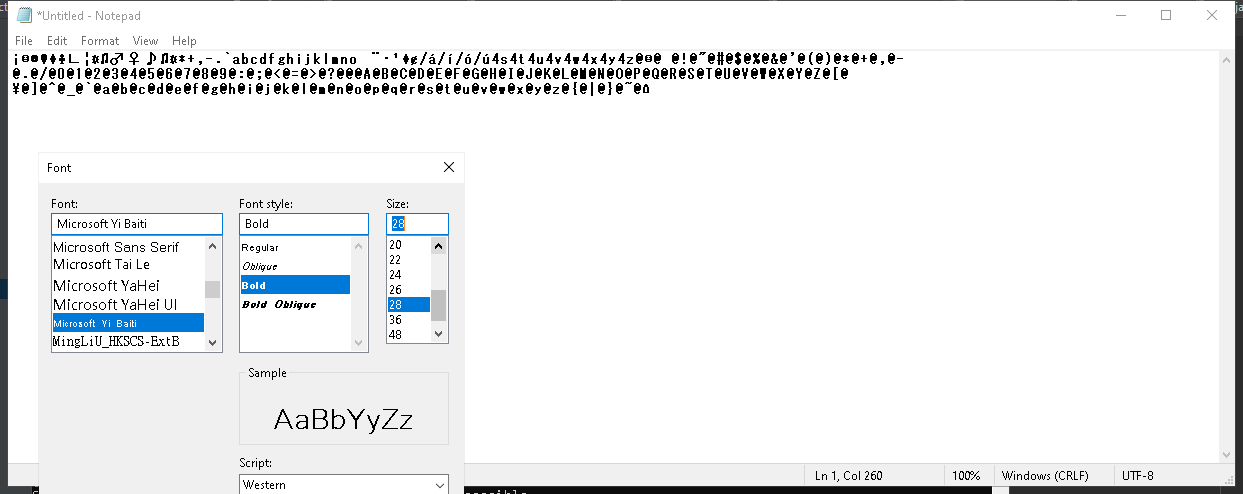 *Untitled - Notepad
File Edit Format View Help
`abcdfghijklmno
@.@/@0@1@2@3@4@5@6@7@8@9@:@;@<@=@>@?@@@A@B@C@D@E@F@G@H@I@J@K@L@M@N@O@P@Q@R@S@T@U@V@W@X@Y@Z@[@
¥@]@^@_@`@a@b@c@d@e@f@g@h@i@j@k@l@m@n@o@p@q@r@s@t@u@v@w@x@y@z@{@|@}@
Font
Font: Font style: Size:
Microsoft Yi Baiti Bold 28
Microsoft Sans Serif Regular 20
Microsoft Tai Le Oblique 22
Microsoft YaHei Bold 24
Microsoft YaHei UI Bold Oblique 26
Microsoft Yi Baiti 28
MingLiU_HKSCS-ExtB 36
48
Sample
AaBbYyZz
Script:
Western
Ln 1, Col 260 100% Windows (CRLF) UTF-8